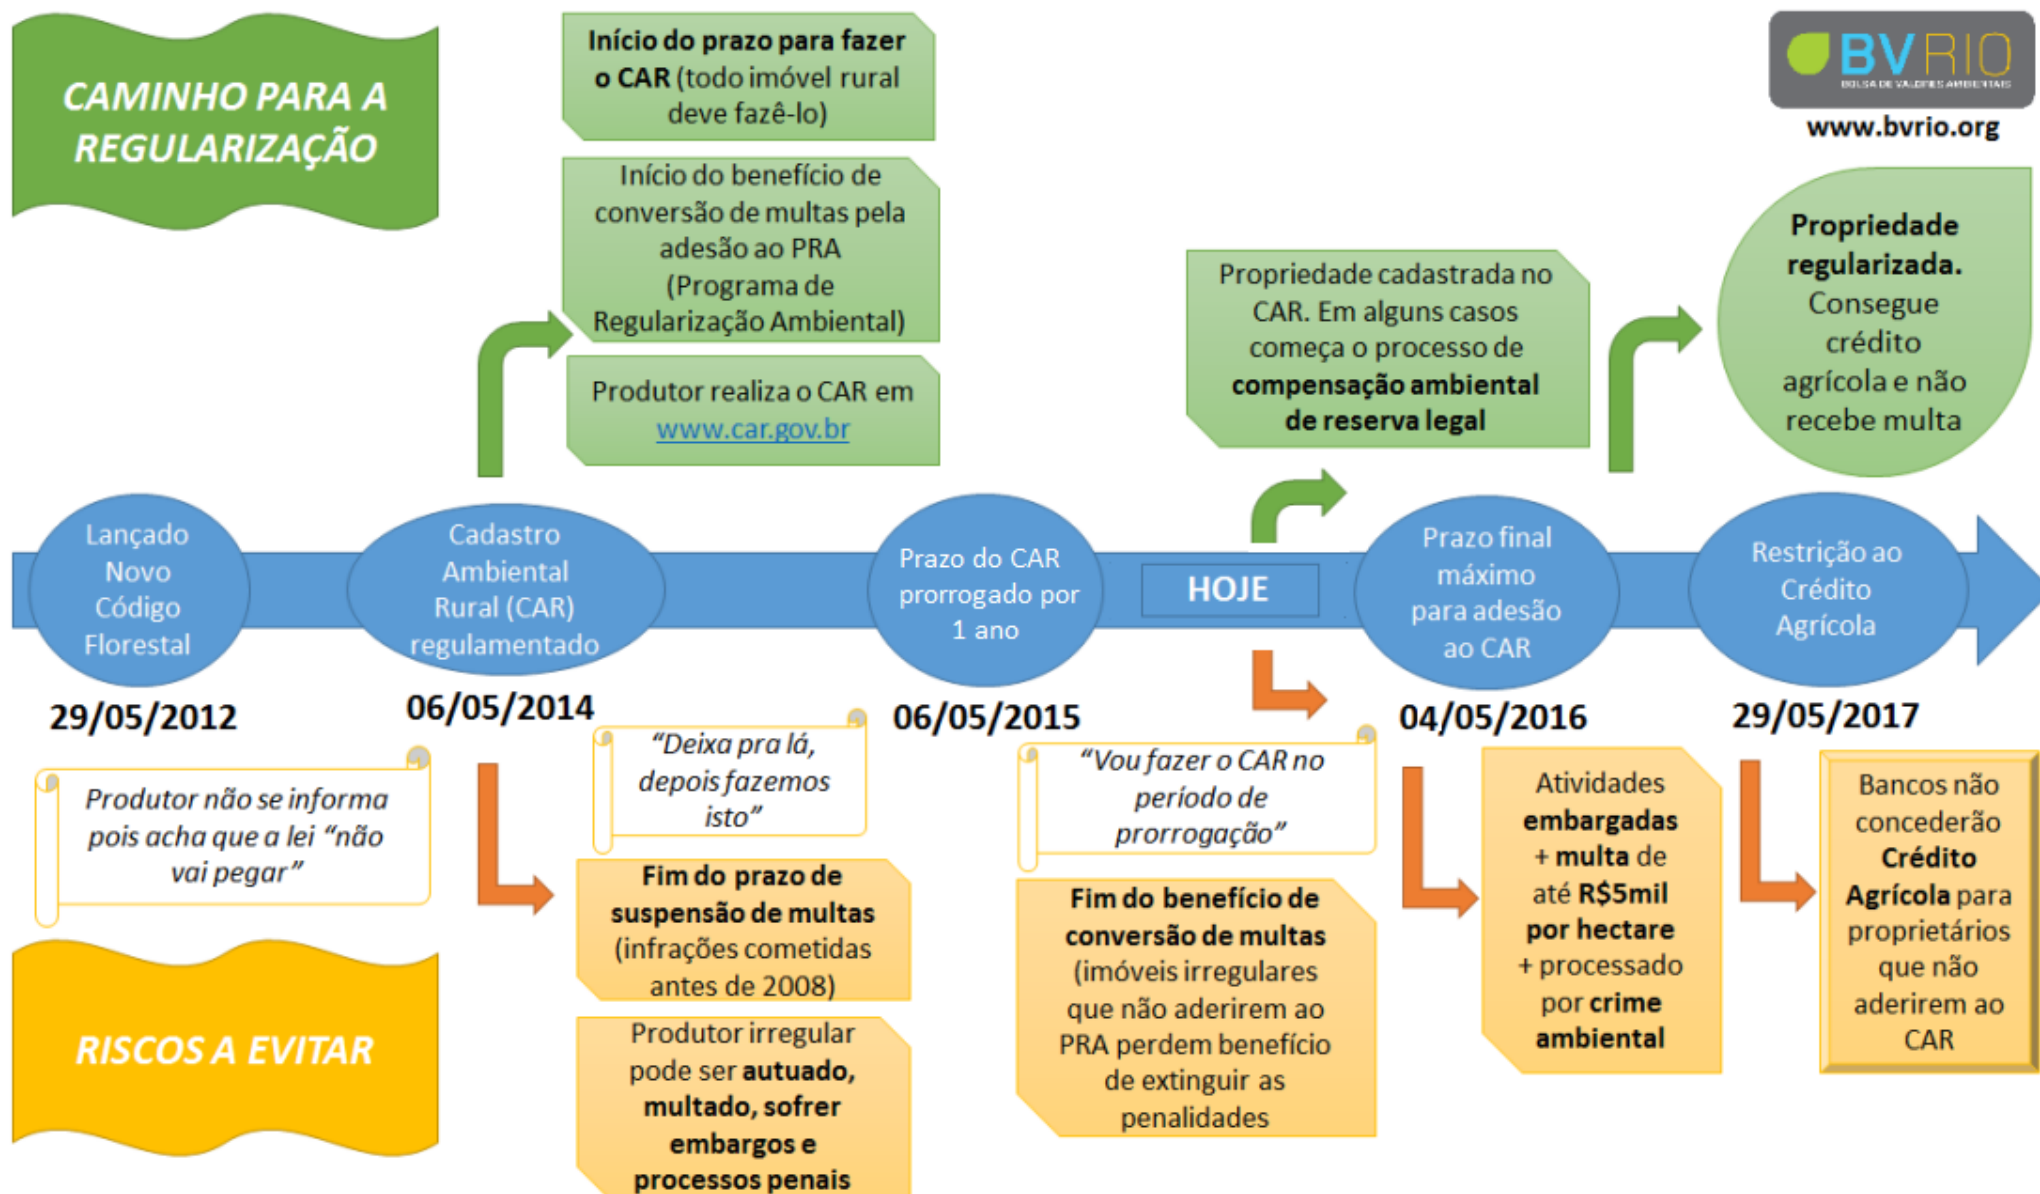 CAMINHO PARA A
REGULARIZAÇÃO
Início do prazo para fazer
o CAR (todo imóvel rural
deve fazê-lo)
Início do benefício de
conversão de multas pela
adesão ao PRA
(Programa de
Regularização Ambiental)
Produtor realiza o CAR em
www.car.gov.br
BVRIO
BOLSA DE VALORES AMBIENTAIS
www.bvrio.org
Propriedade cadastrada no
CAR. Em alguns casos
começa o processo de
compensação ambiental
de reserva legal
Propriedade
regularizada.
Consegue
crédito
agrícola e não
recebe multa
Lançado
Novo
Código
Florestal
29/05/2012
Cadastro
Ambiental
Rural (CAR)
regulamentado
06/05/2014
Prazo do CAR
prorrogado por
1 ano
06/05/2015
HOJE
Prazo final
máximo
para adesão
ao CAR
04/05/2016
Restrição ao
Crédito
Agrícola
29/05/2017
Produtor não se informa
pois acha que a lei “não
vai pegar”
“Deixa pra lá,
depois fazemos
isto”
Fim do prazo de
suspensão de multas
(infrações cometidas
antes de 2008)
Produtor irregular
pode ser autuado,
multado, sofrer
embargos e
processos penais
“Vou fazer o CAR no
período de
prorrogação”
Fim do benefício de
conversão de multas
(imóveis irregulares
que não aderirem ao
PRA perdem benefício
de extinguir as
penalidades
Atividades
embargadas
+ multa de
até R$5mil
por hectare
+ processado
por crime
ambiental
Bancos não
concederão
Crédito
Agrícola para
proprietários
que não
aderirem ao
CAR
RISCOS A EVITAR